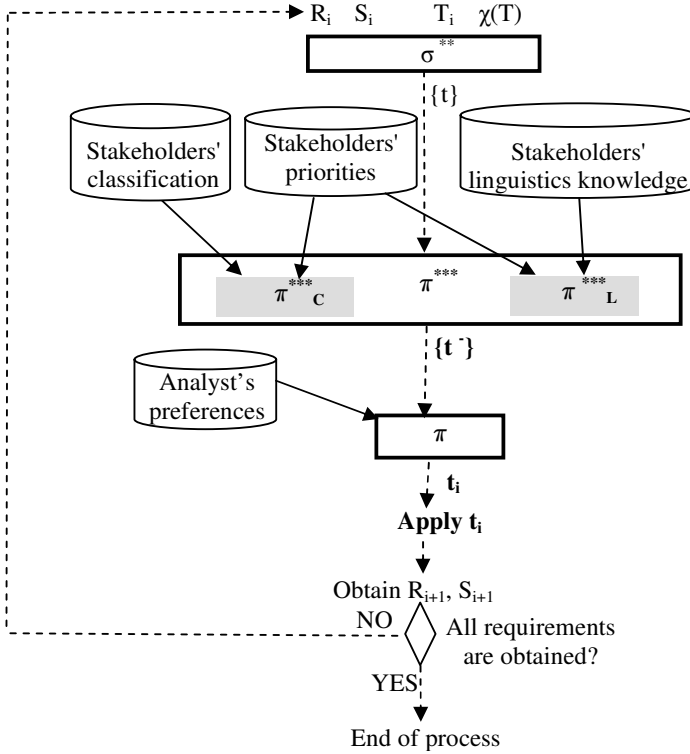 Rᵢ Sᵢ Tᵢ χ(T)
σ**
{t}
Stakeholders'
classification
Stakeholders'
priorities
Stakeholders'
linguistics knowledge
π***C
π***
π***L
{t⁻}
Analyst's
preferences
π
tᵢ
Apply tᵢ
Obtain Rᵢ₊₁, Sᵢ₊₁
NO
All requirements
are obtained?
YES
End of process